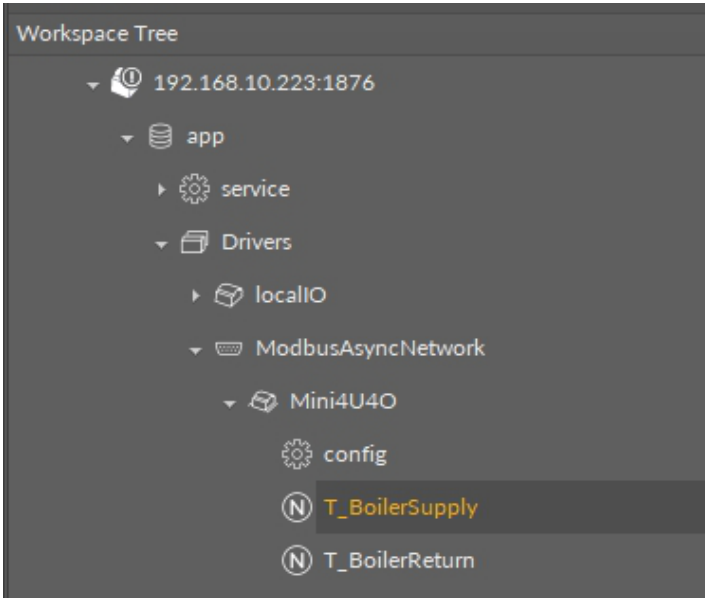 Workspace Tree
192.168.10.223:1876
app
service
Drivers
localIO
ModbusAsyncNetwork
Mini4U4O
config
N T_BoilerSupply
N T_BoilerReturn